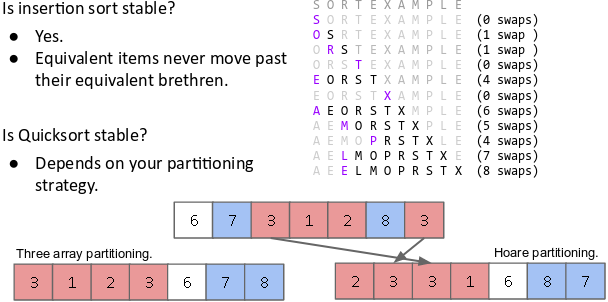 Is insertion sort stable?
● Yes.
● Equivalent items never move past
their equivalent brethren.
Is Quicksort stable?
● Depends on your partitioning
strategy.
S O R T E X A M P L E
S O R T E X A M P L E (0 swaps)
O S R T E X A M P L E (1 swap )
O R S T E X A M P L E (1 swap )
O R S T E X A M P L E (0 swaps)
E O R S T X A M P L E (4 swaps)
E O R S T X A M P L E (0 swaps)
A E O R S T X M P L E (6 swaps)
A E M O R S T X P L E (5 swaps)
A E M O P R S T X L E (4 swaps)
A E L M O P R S T X E (7 swaps)
A E E L M O P R S T X (8 swaps)
6 7 3 1 2 8 3
Three array partitioning.
3 1 2 3 6 7 8
Hoare partitioning.
2 3 3 1 6 8 7